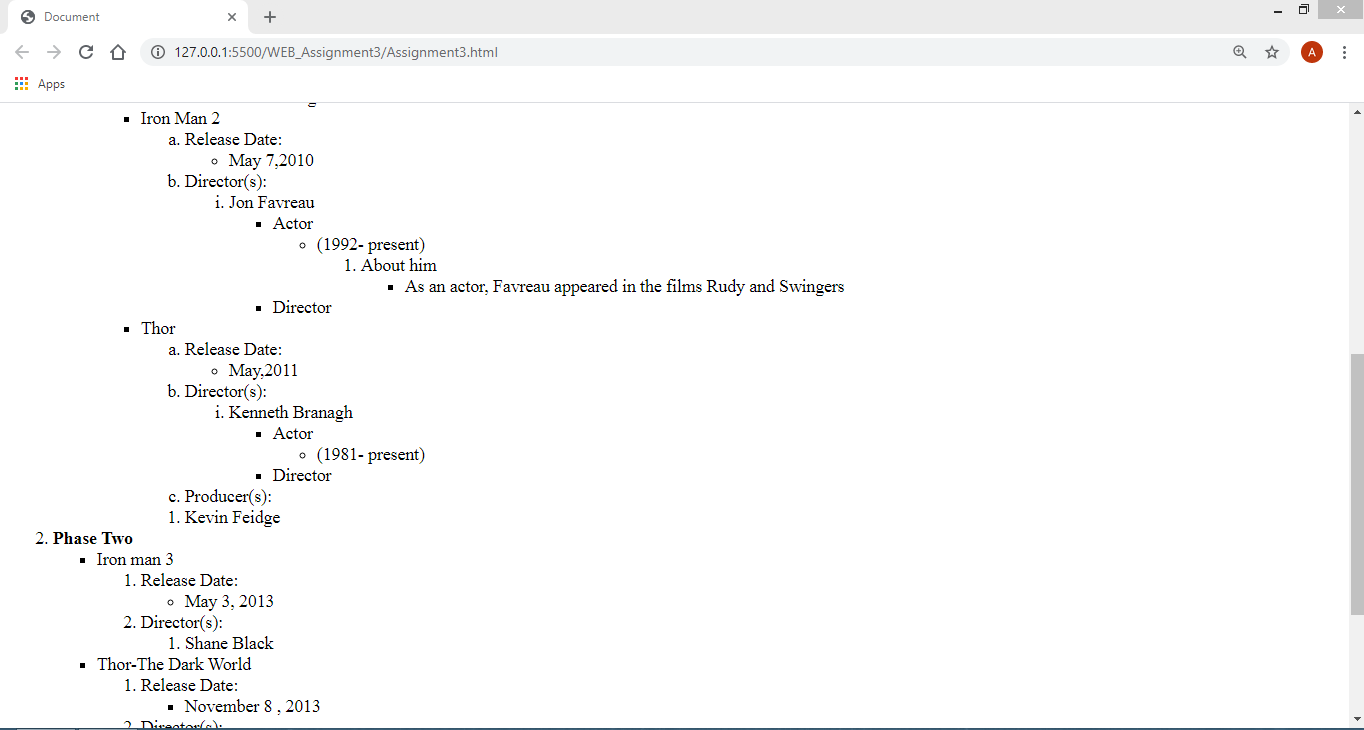 Document
127.0.0.1:5500/WEB_Assignment3/Assignment3.html
A
Apps
Iron Man 2
a. Release Date:
May 7,2010
b. Director(s):
i. Jon Favreau
Actor
(1992- present)
1. About him
As an actor, Favreau appeared in the films Rudy and Swingers
Director
Thor
a. Release Date:
May,2011
b. Director(s):
i. Kenneth Branagh
Actor
(1981- present)
Director
c. Producer(s):
1. Kevin Feidge
2. Phase Two
Iron man 3
1. Release Date:
May 3, 2013
2. Director(s):
1. Shane Black
Thor-The Dark World
1. Release Date:
November 8 , 2013
2. Director(s):